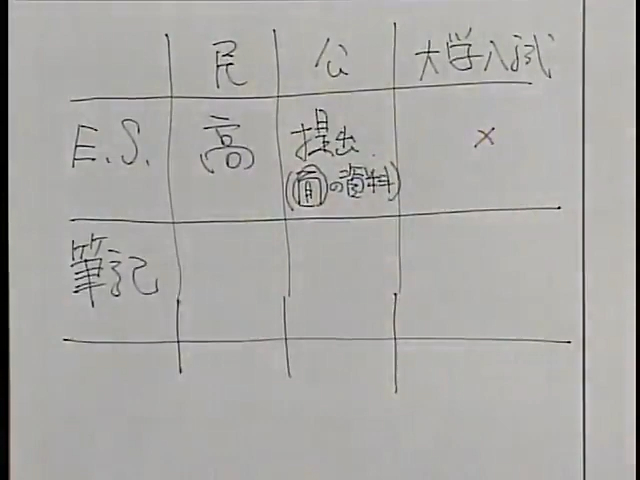 民 公 大学入試
E.S. 高 提出 ×
(面の資料)
筆記